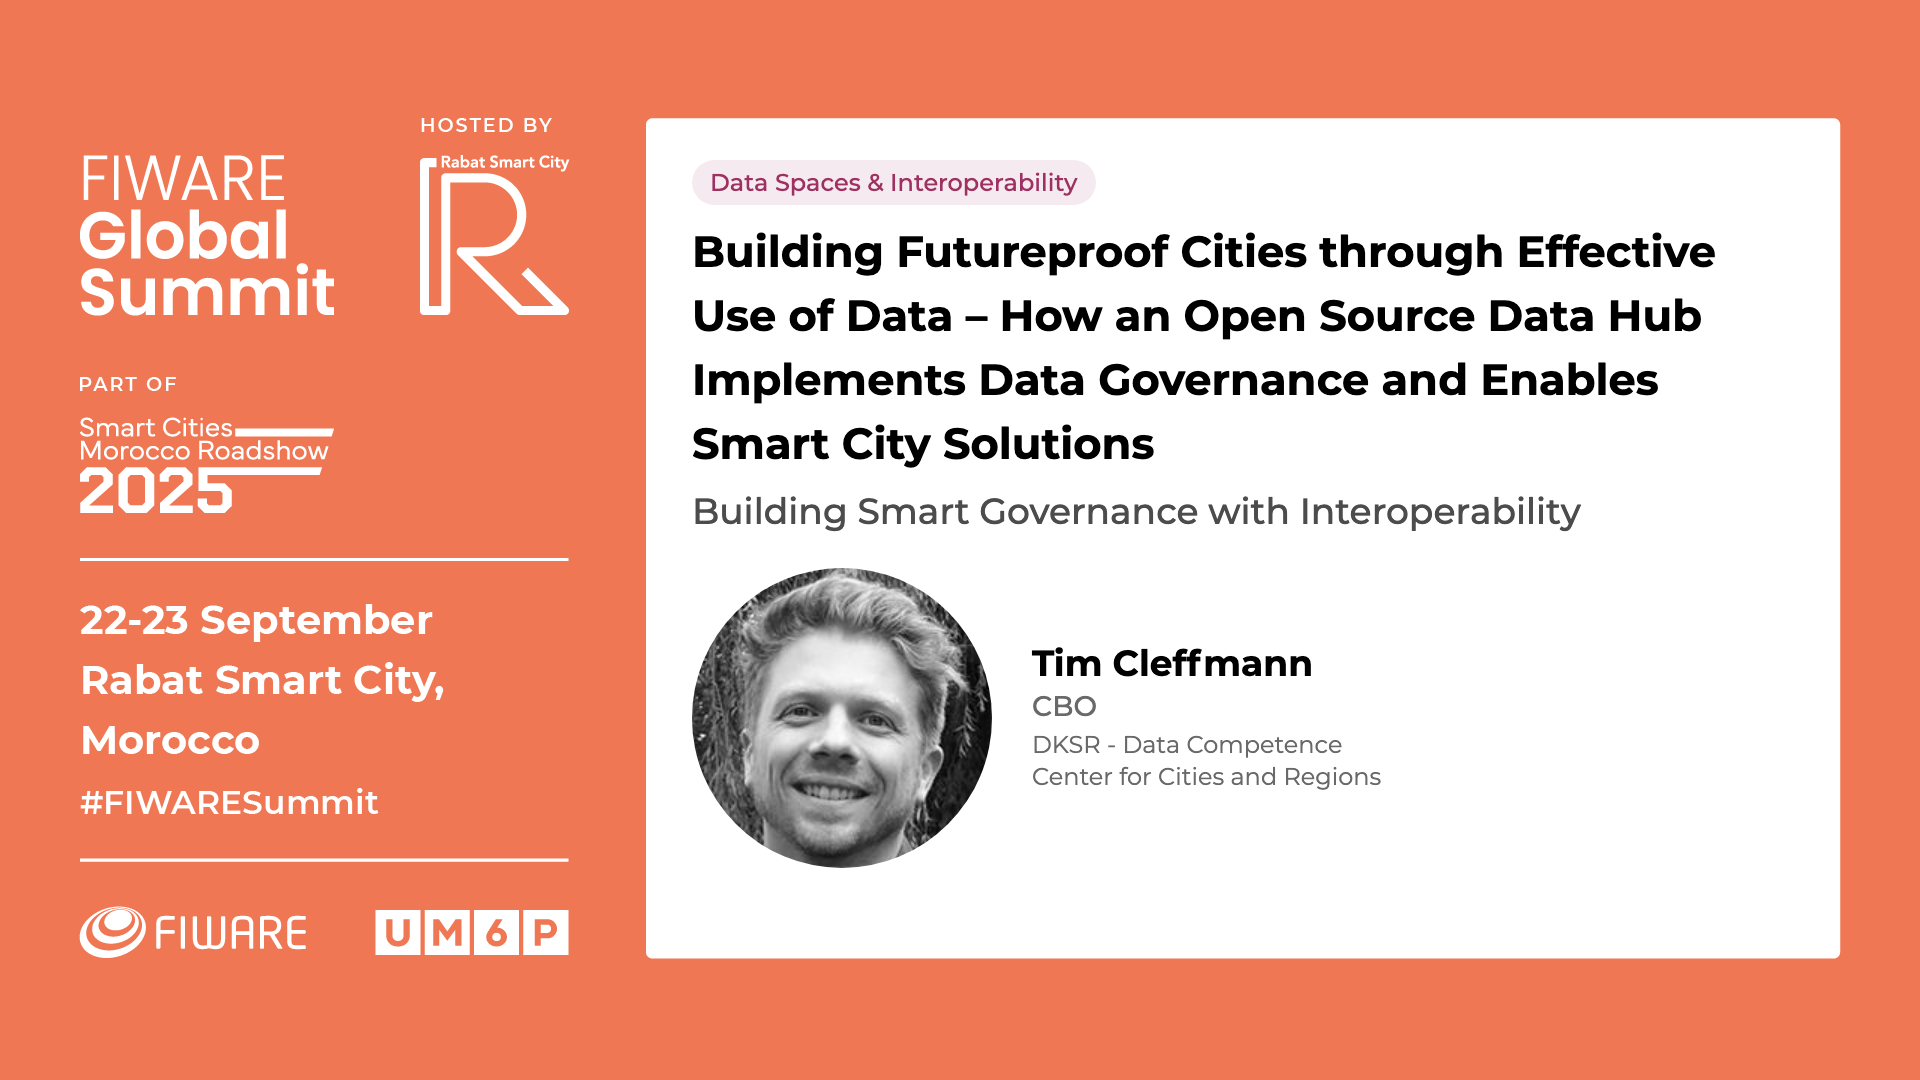 FIWARE
Global
Summit
HOSTED BY
Rabat Smart City
PART OF
Smart Cities
Morocco Roadshow
2025
22-23 September
Rabat Smart City,
Morocco
#FIWARESummit
FIWARE
UM6P
Data Spaces & Interoperability
Building Futureproof Cities through Effective
Use of Data – How an Open Source Data Hub
Implements Data Governance and Enables
Smart City Solutions
Building Smart Governance with Interoperability
Tim Cleffmann
CBO
DKSR - Data Competence
Center for Cities and Regions